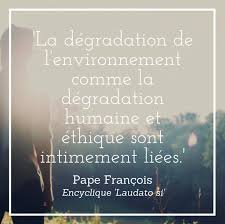 'La dégradation de
l'environnement
comme la
dégradation
humaine et
éthique sont
intimement liées.'
Pape François
Encyclique 'Laudato si'